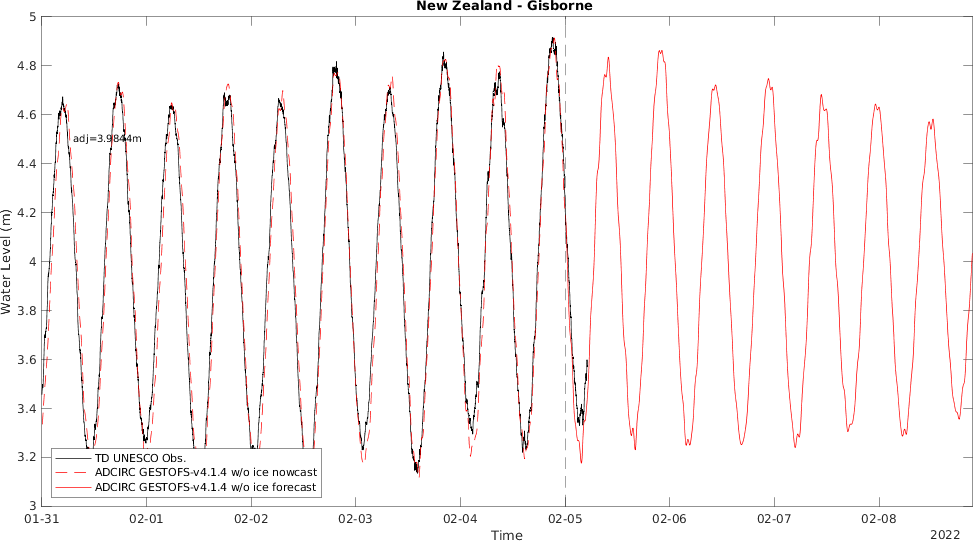 New Zealand - Gisborne
Water Level (m)
5
4.8
4.6
4.4
4.2
4
3.8
3.6
3.4
3.2
3
adj=3.9844m
TD UNESCO Obs.
ADCIRC GESTOFS-v4.1.4 w/o ice nowcast
ADCIRC GESTOFS-v4.1.4 w/o ice forecast
01-31 02-01 02-02 02-03 02-04 02-05 02-06 02-07 02-08
Time
2022